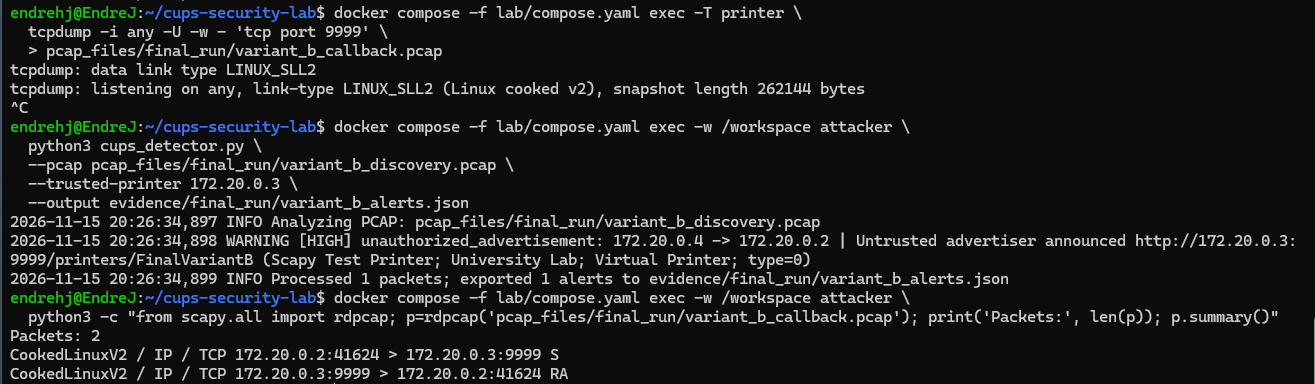 endrehj@EndreJ:~/cups-security-lab$ docker compose -f lab/compose.yaml exec -T printer \
  tcpdump -i any -U -w - 'tcp port 9999' \
  > pcap_files/final_run/variant_b_callback.pcap
tcpdump: data link type LINUX_SLL2
tcpdump: listening on any, link-type LINUX_SLL2 (Linux cooked v2), snapshot length 262144 bytes
^C
endrehj@EndreJ:~/cups-security-lab$ docker compose -f lab/compose.yaml exec -w /workspace attacker \
  python3 cups_detector.py \
  --pcap pcap_files/final_run/variant_b_discovery.pcap \
  --trusted-printer 172.20.0.3 \
  --output evidence/final_run/variant_b_alerts.json
2026-11-15 20:26:34,897 INFO Analyzing PCAP: pcap_files/final_run/variant_b_discovery.pcap
2026-11-15 20:26:34,898 WARNING [HIGH] unauthorized_advertisement: 172.20.0.4 -> 172.20.0.2 | Untrusted advertiser announced http://172.20.0.3:
9999/printers/FinalVariantB (Scapy Test Printer; University Lab; Virtual Printer; type=0)
2026-11-15 20:26:34,899 INFO Processed 1 packets; exported 1 alerts to evidence/final_run/variant_b_alerts.json
endrehj@EndreJ:~/cups-security-lab$ docker compose -f lab/compose.yaml exec -w /workspace attacker \
  python3 -c "from scapy.all import rdpcap; p=rdpcap('pcap_files/final_run/variant_b_callback.pcap'); print('Packets:', len(p)); p.summary()"
Packets: 2
CookedLinuxV2 / IP / TCP 172.20.0.2:41624 > 172.20.0.3:9999 S
CookedLinuxV2 / IP / TCP 172.20.0.3:9999 > 172.20.0.2:41624 RA